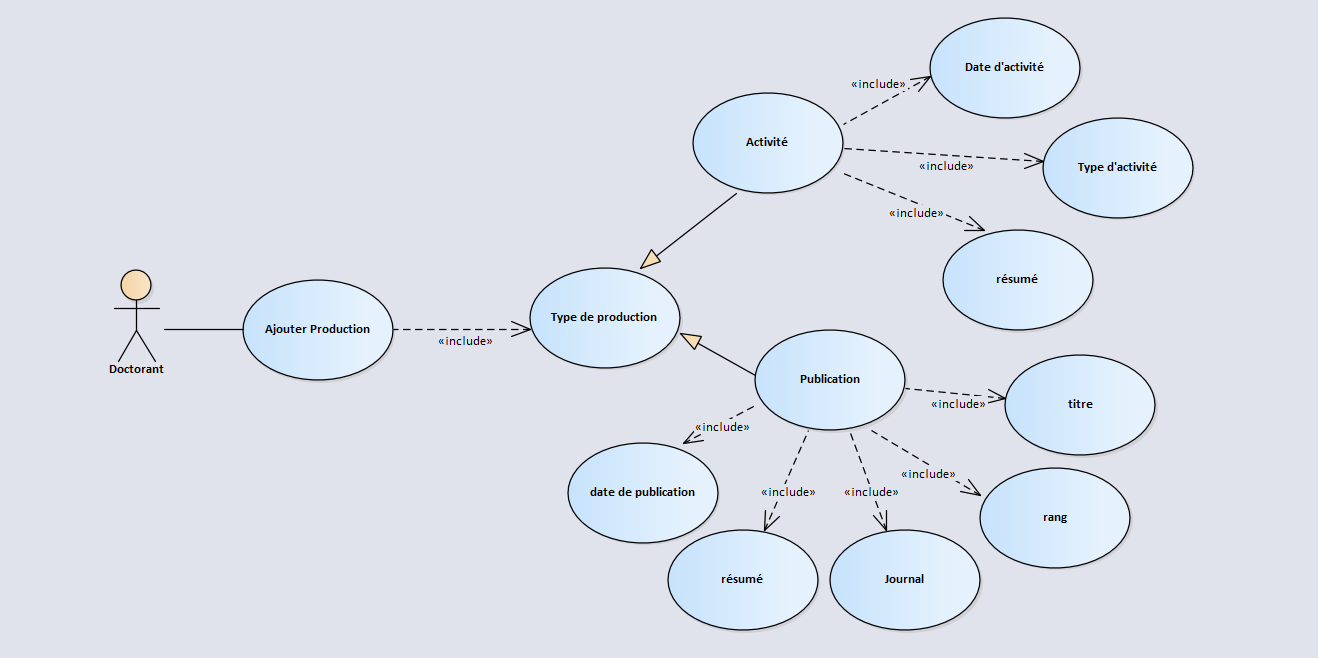 Date d'activité
«include»
Activité
«include»
Type d'activité
«include»
résumé
Doctorant
Ajouter Production
«include»
Type de production
Publication
«include»
titre
«include»
date de publication
«include»
rang
«include»
«include»
résumé
Journal